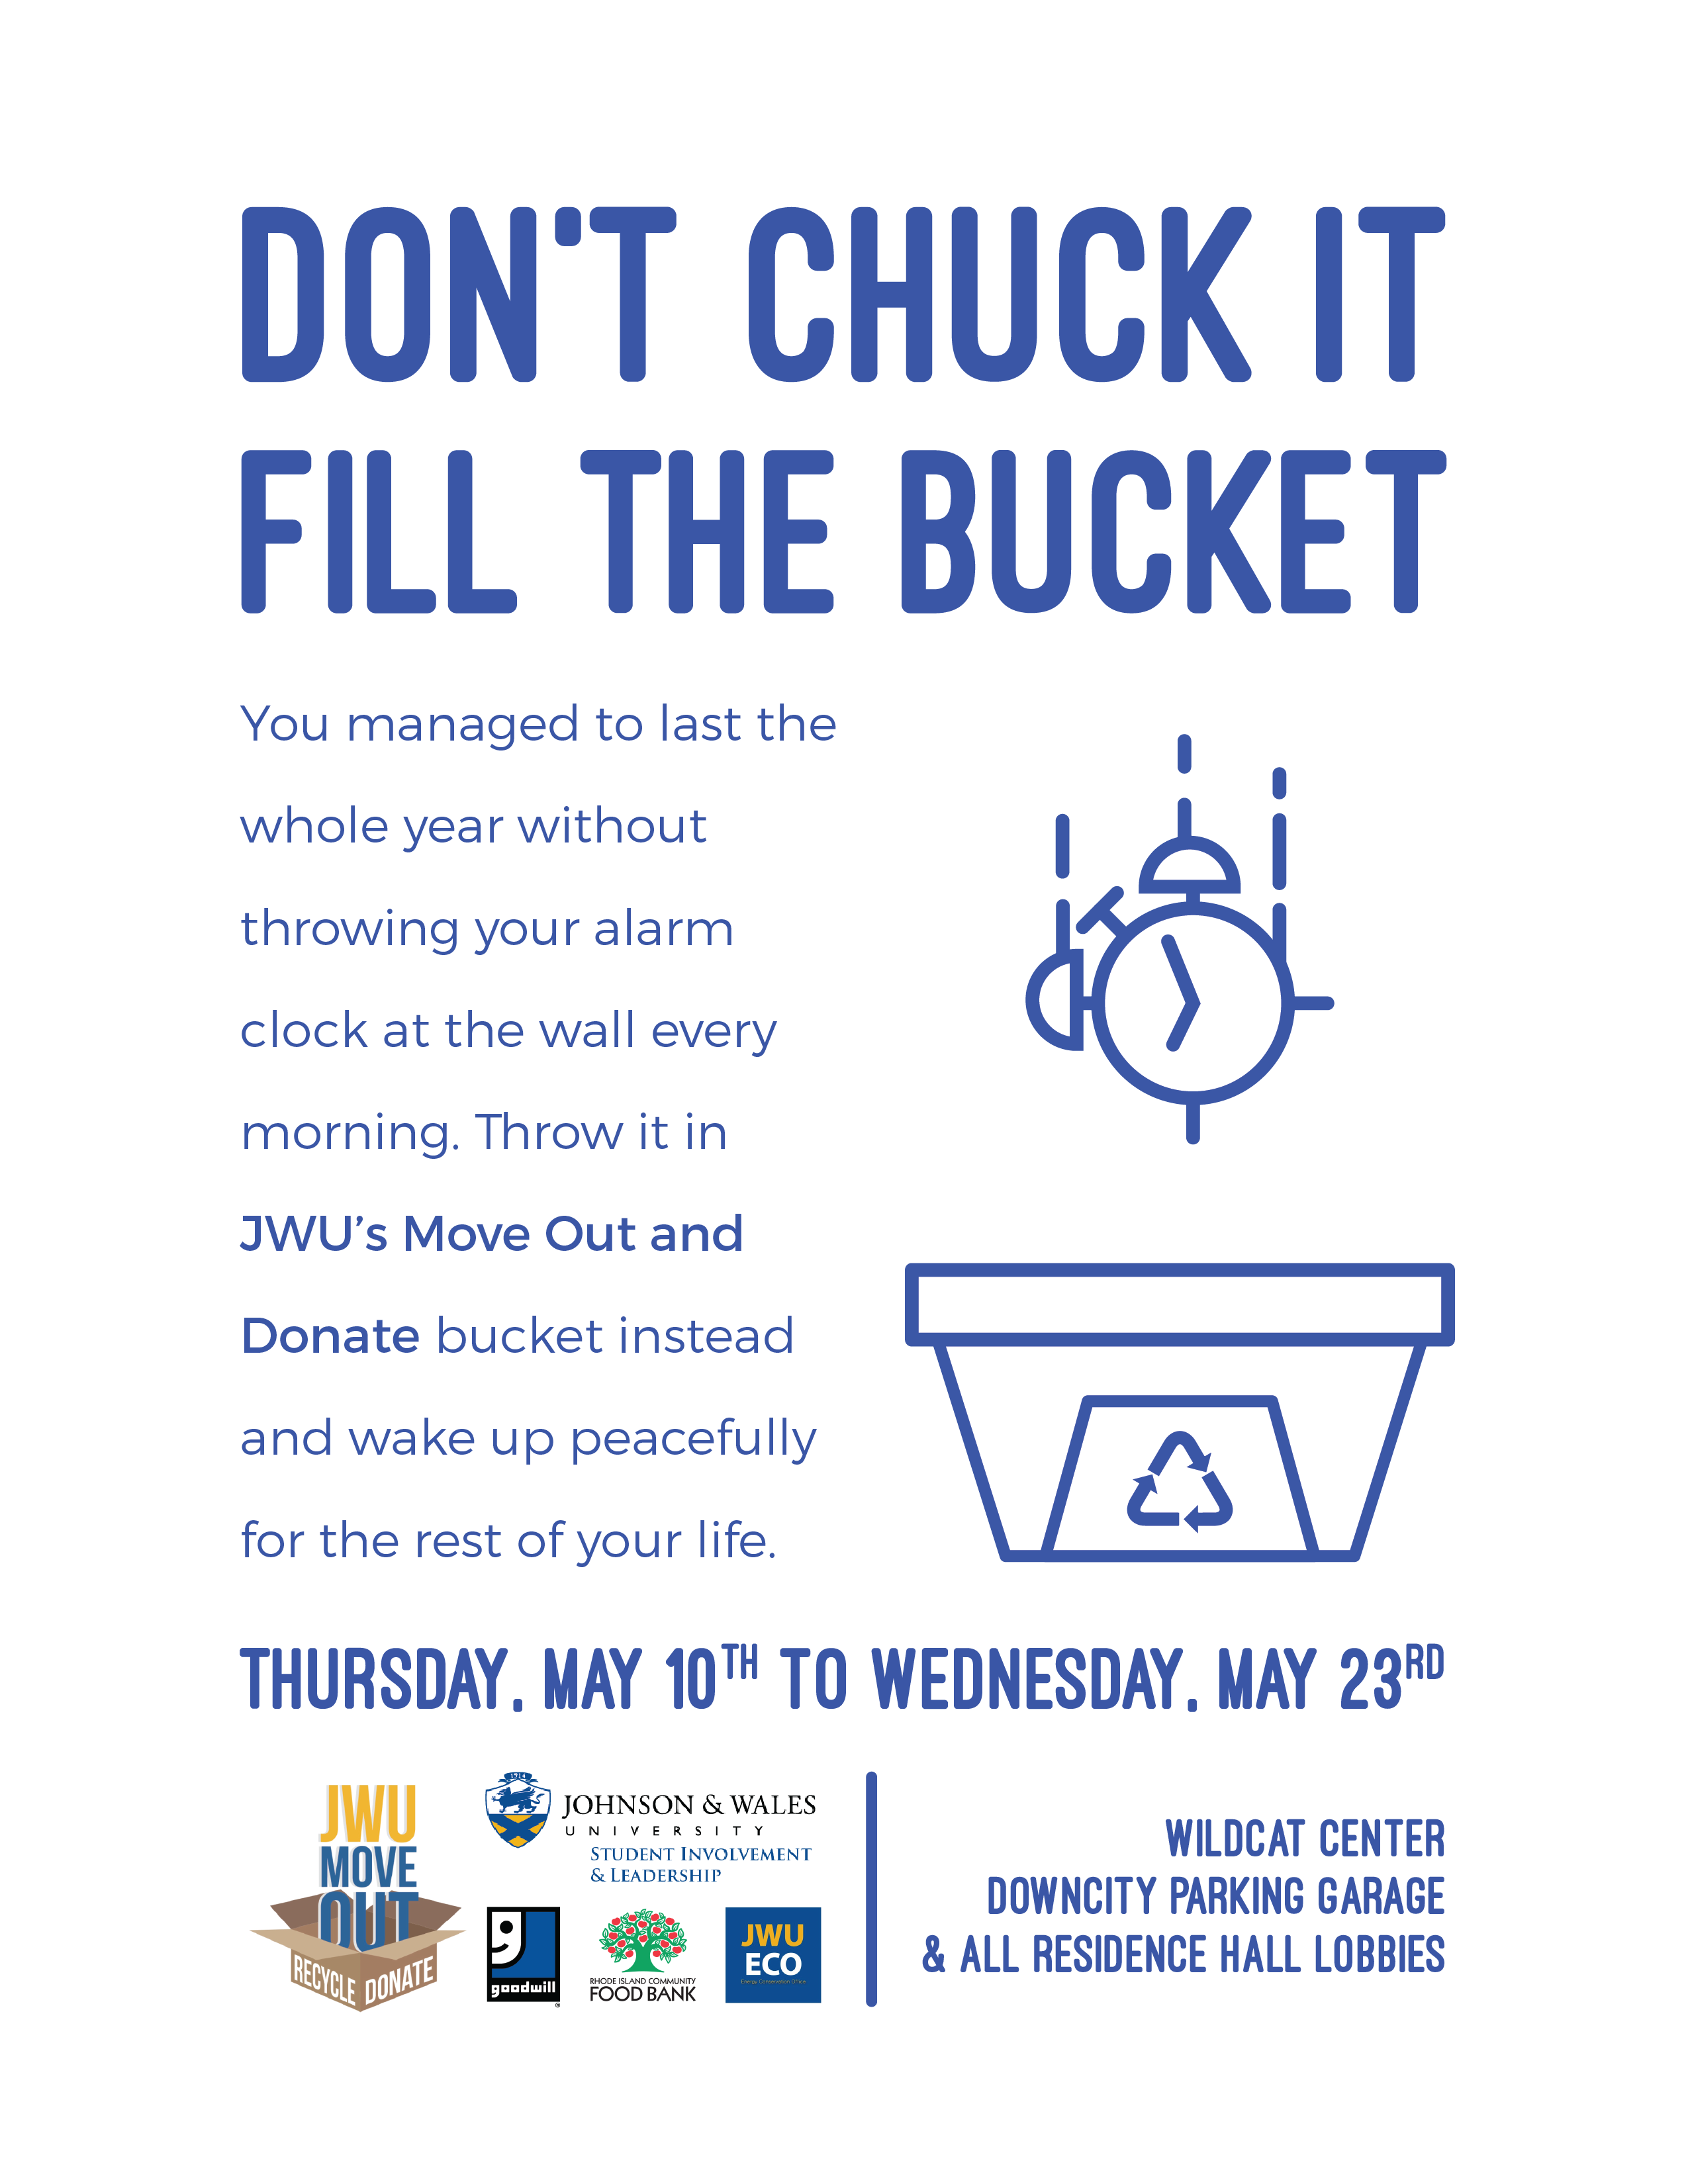 DON'T CHUCK IT
FILL THE BUCKET
You managed to last the
whole year without
throwing your alarm
clock at the wall every
morning. Throw it in
JWU’s Move Out and
Donate bucket instead
and wake up peacefully
for the rest of your life.
THURSDAY, MAY 10TH TO WEDNESDAY, MAY 23RD
JWU
MOVE
OUT
RECYCLE DONATE
1914
JOHNSON & WALES
UNIVERSITY
STUDENT INVOLVEMENT
& LEADERSHIP
g
goodwill®
RHODE ISLAND COMMUNITY
FOOD BANK
JWU
ECO
Energy Conservation Office
WILDCAT CENTER
DOWNCITY PARKING GARAGE
& ALL RESIDENCE HALL LOBBIES